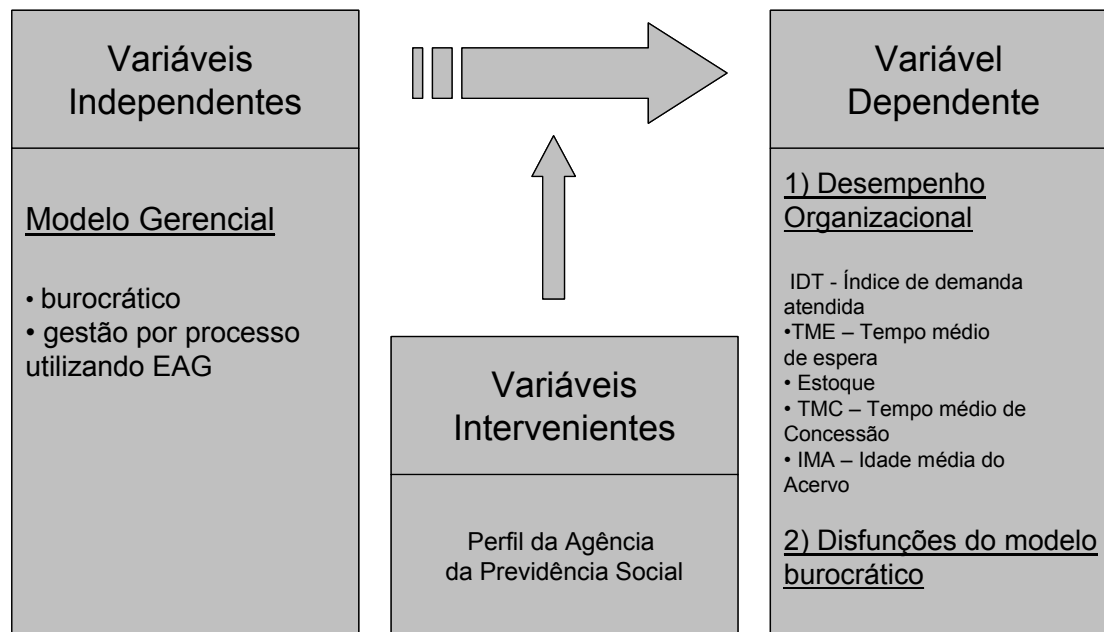 Variáveis
Independentes
Modelo Gerencial
• burocrático
• gestão por processo
utilizando EAG
Variáveis
Intervenientes
Perfil da Agência
da Previdência Social
Variável
Dependente
1) Desempenho
Organizacional
IDT - Índice de demanda
atendida
•TME – Tempo médio
de espera
• Estoque
• TMC – Tempo médio de
Concessão
• IMA – Idade média do
Acervo
2) Disfunções do modelo
burocrático